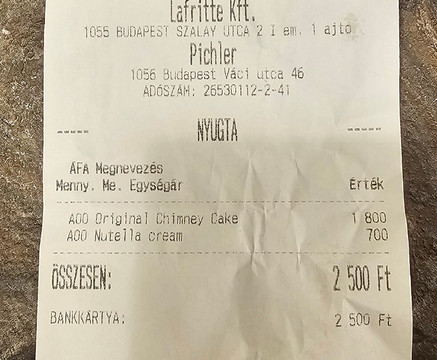 Lafritte Kft.
1055 BUDAPEST SZALAY UTCA 2 I em. 1 ajtó
Pichler
1056 Budapest Váci utca 46
ADÓSZÁM: 26530112-2-41
----- NYUGTA -----
ÁFA Megnevezés
Menny. Me. Egységár Érték
A00 Original Chimney Cake 1 800
A00 Nutella cream 700
ÖSSZESEN: 2 500 Ft
BANKKÁRTYA: 2 500 Ft